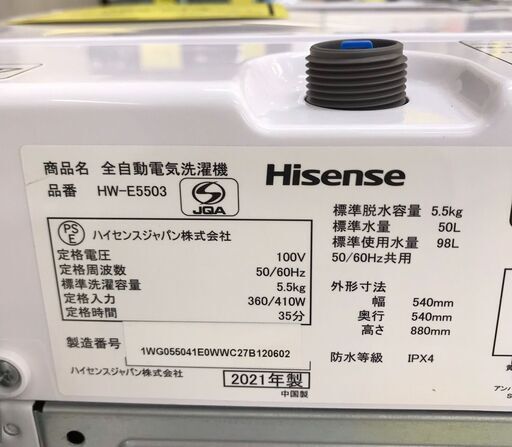 商品名 全自動電気洗濯機
品番 HW-E5503
JQA
Hisense
PS
E
ハイセンスジャパン株式会社
定格電圧 100V
定格周波数 50/60Hz
標準洗濯容量 5.5kg
定格入力 360/410W
定格時間 35分
製造番号
1WG055041E0WWC27B120602
ハイセンスジャパン株式会社
2021年製
中国製
標準脱水容量 5.5kg
標準水量 50L
標準使用水量 98L
50/60Hz共用
外形寸法
幅 540mm
奥行 540mm
高さ 880mm
防水等級 IPX4